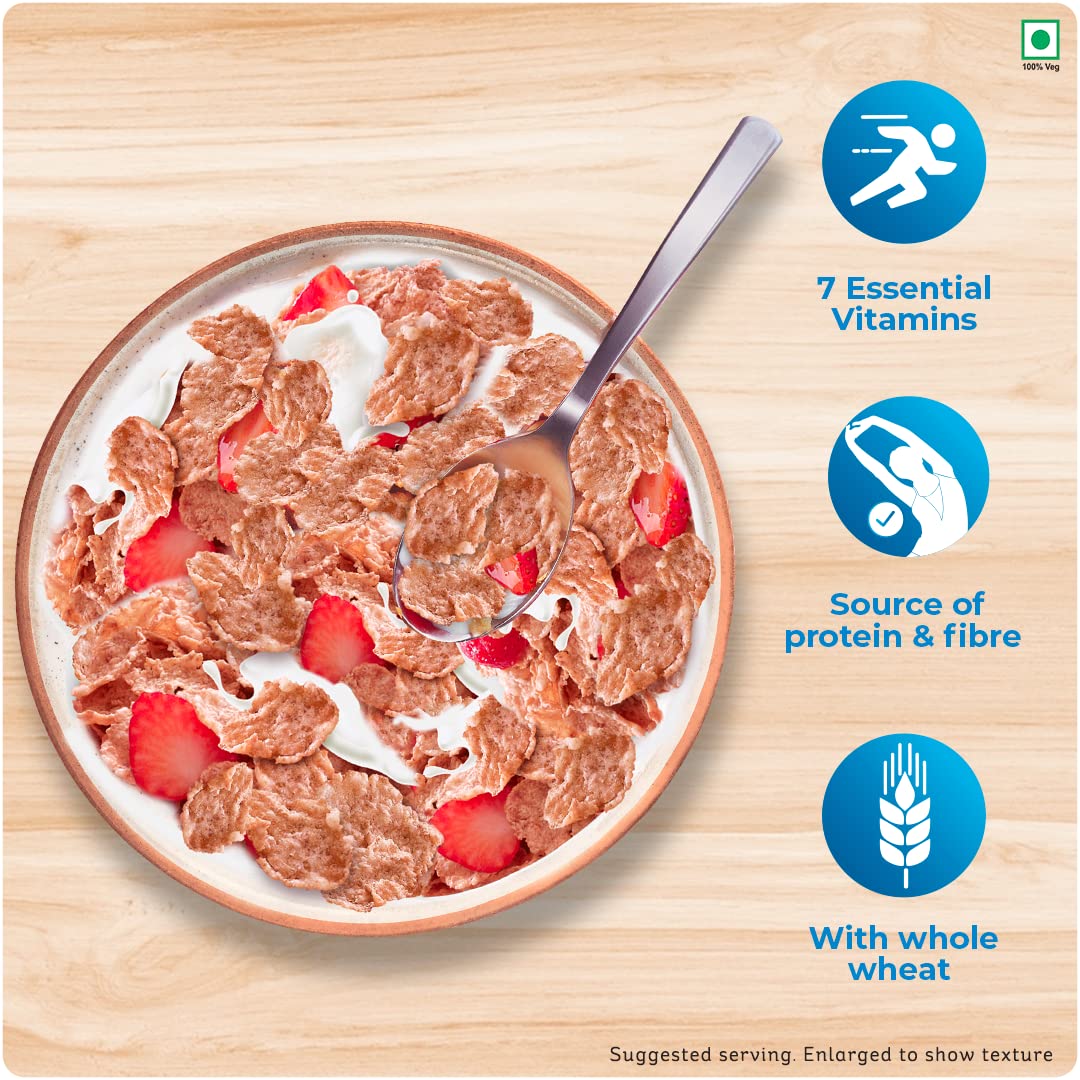 100% Veg
7 Essential
Vitamins
Source of
protein & fibre
With whole
wheat
Suggested serving. Enlarged to show texture